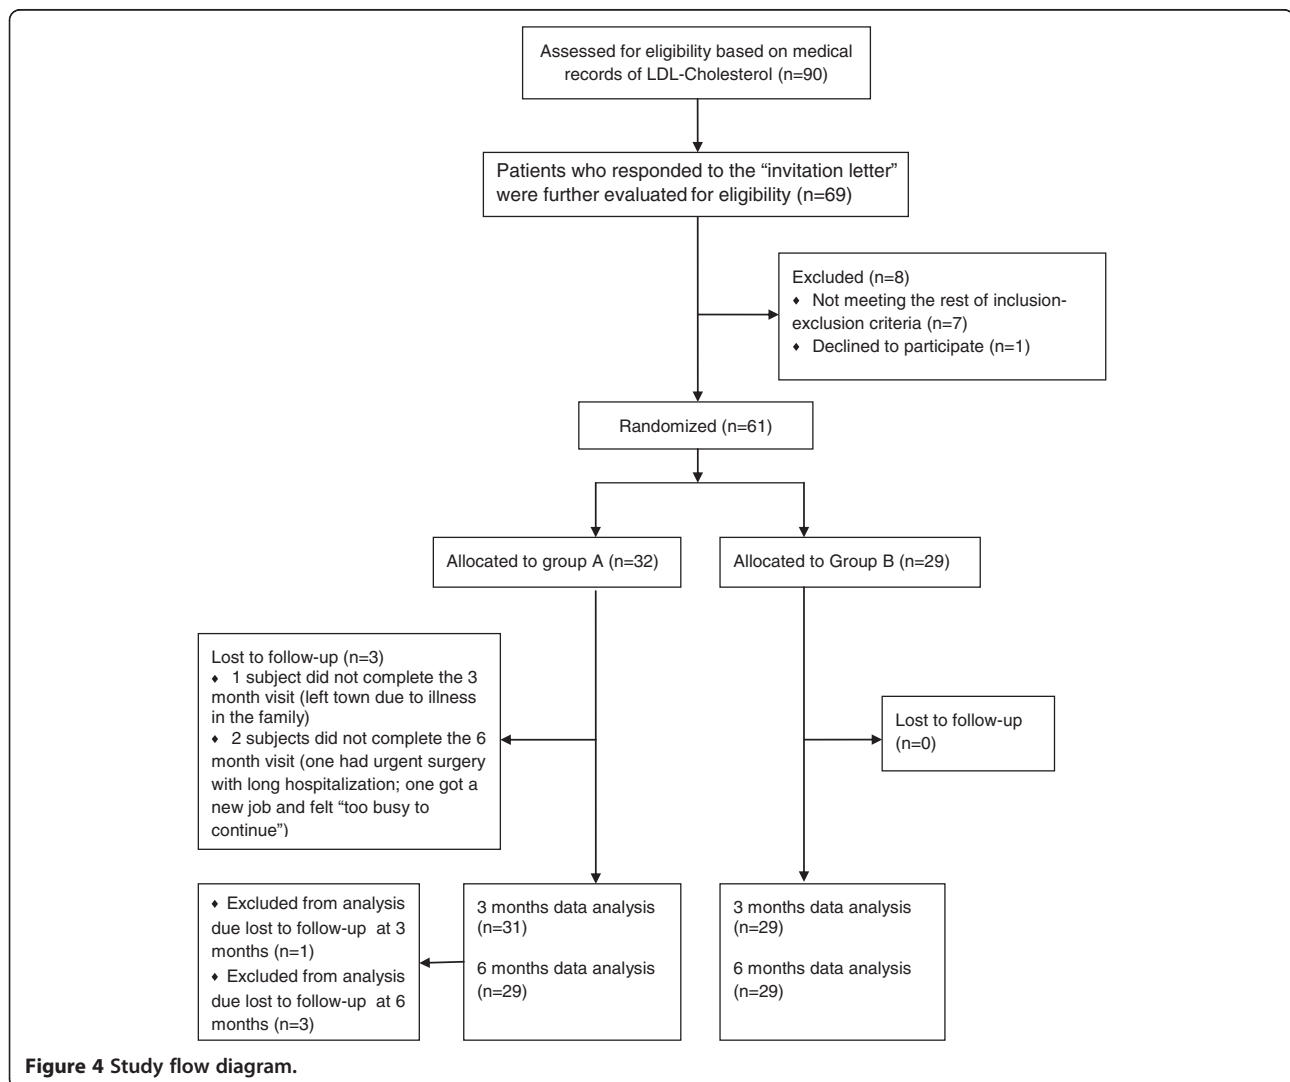 Assessed for eligibility based on medical
records of LDL-Cholesterol (n=90)
Patients who responded to the “invitation letter”
were further evaluated for eligibility (n=69)
Excluded (n=8)
♦ Not meeting the rest of inclusion-
exclusion criteria (n=7)
♦ Declined to participate (n=1)
Randomized (n=61)
Allocated to group A (n=32)
Allocated to Group B (n=29)
Lost to follow-up (n=3)
♦ 1 subject did not complete the 3
month visit (left town due to illness
in the family)
♦ 2 subjects did not complete the 6
month visit (one had urgent surgery
with long hospitalization; one got a
new job and felt “too busy to
continue”)
Lost to follow-up
(n=0)
♦ Excluded from analysis
due lost to follow-up at 3
months (n=1)
♦ Excluded from analysis
due lost to follow-up at 6
months (n=3)
3 months data analysis
(n=31)
6 months data analysis
(n=29)
3 months data analysis
(n=29)
6 months data analysis
(n=29)
Figure 4 Study flow diagram.